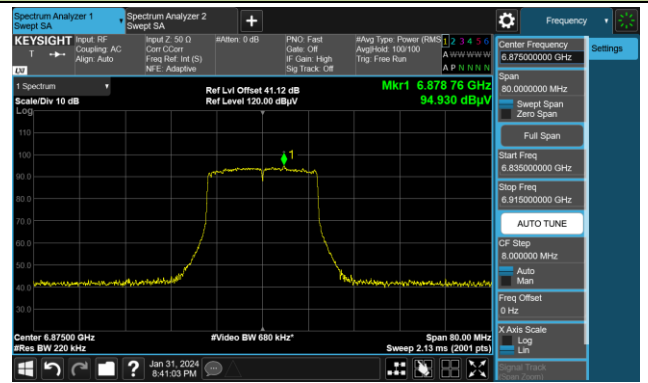 Spectrum Analyzer 1
Swept SA
Spectrum Analyzer 2
Swept SA
Frequency
KEYSIGHT
T
LXI
Input: RF
Coupling: AC
Align: Auto
Input Z: 50 Ω
Corr CCorr
Freq Ref: Int (S)
NFE: Adaptive
#Atten: 0 dB
PNO: Fast
Gate: Off
IF Gain: High
Sig Track: Off
#Avg Type: Power (RMS)
Avg|Hold: 100/100
Trig: Free Run
1 2 3 4 5 6
A W W W W W
A P N N N N
1 Spectrum
Scale/Div 10 dB
Log
Ref Lvl Offset 41.12 dB
Ref Level 120.00 dBµV
Mkr1 6.878 76 GHz
94.930 dBµV
110
100
90.0
80.0
70.0
60.0
50.0
40.0
30.0
1
Center 6.87500 GHz
#Res BW 220 kHz
#Video BW 680 kHz*
Span 80.00 MHz
Sweep 2.13 ms (2001 pts)
Jan 31, 2024
8:41:03 PM
?
Center Frequency
6.875000000 GHz
Settings
Span
80.0000000 MHz
Swept Span
Zero Span
Full Span
Start Freq
6.835000000 GHz
Stop Freq
6.915000000 GHz
AUTO TUNE
CF Step
8.000000 MHz
Auto
Man
Freq Offset
0 Hz
X Axis Scale
Log
Lin
Signal Track
(Span Zoom)